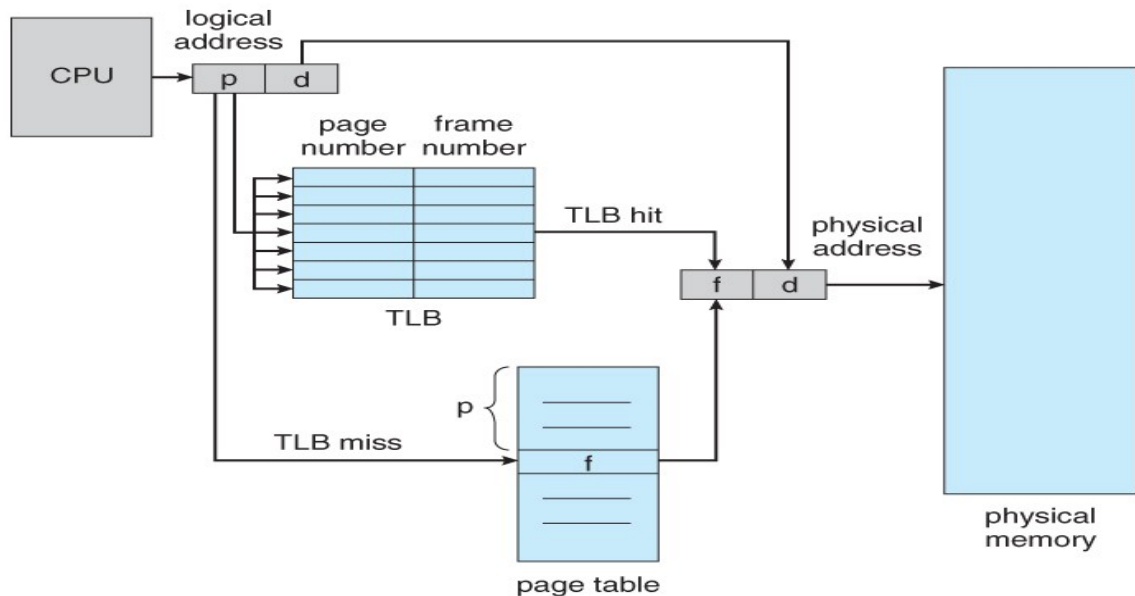 logical
address
CPU
p
d
page
number
frame
number
TLB hit
TLB
physical
address
f
d
p
TLB miss
f
page table
physical
memory